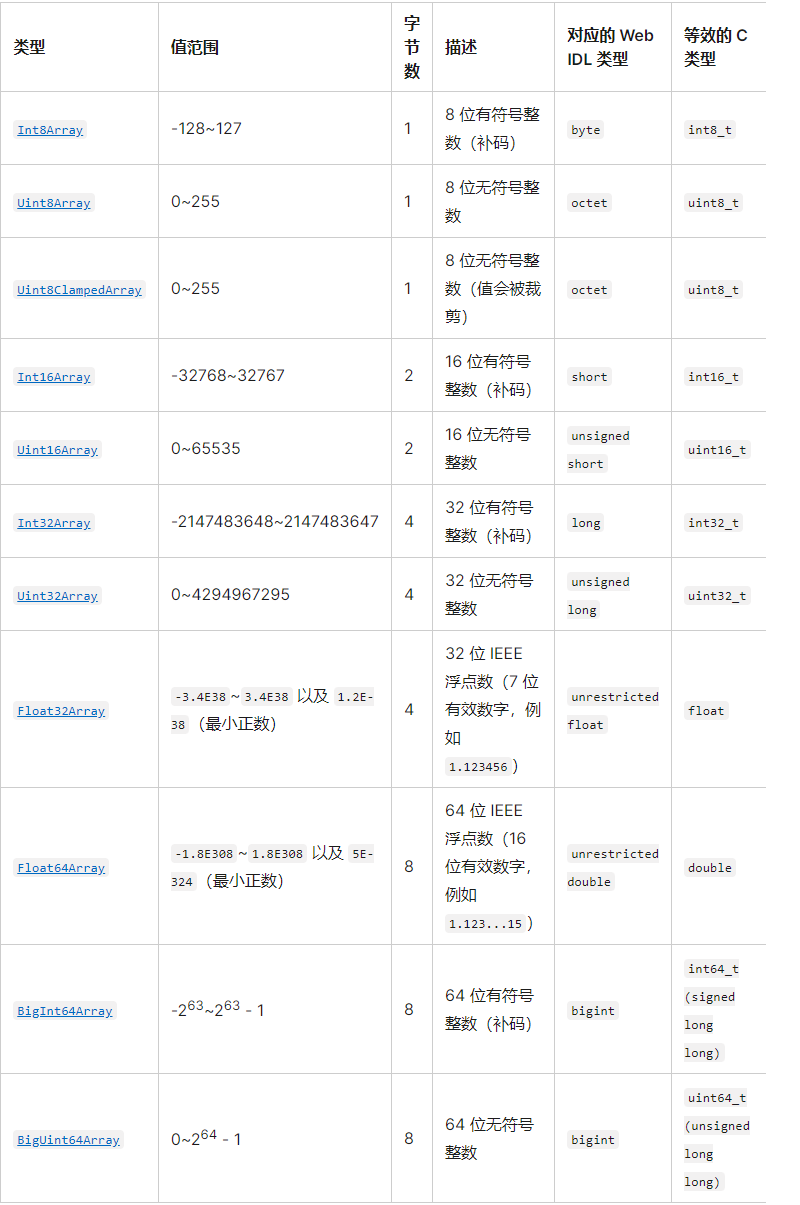 类型 值范围 字节数 描述 对应的 Web IDL 类型 等效的 C 类型
Int8Array -128~127 1 8 位有符号整数（补码） byte int8_t
Uint8Array 0~255 1 8 位无符号整数 octet uint8_t
Uint8ClampedArray 0~255 1 8 位无符号整数（值会被裁剪） octet uint8_t
Int16Array -32768~32767 2 16 位有符号整数（补码） short int16_t
Uint16Array 0~65535 2 16 位无符号整数 unsigned short uint16_t
Int32Array -2147483648~2147483647 4 32 位有符号整数（补码） long int32_t
Uint32Array 0~4294967295 4 32 位无符号整数 unsigned long uint32_t
Float32Array -3.4E38~3.4E38 以及 1.2E-38（最小正数） 4 32 位 IEEE 浮点数（7 位有效数字，例如 1.123456） unrestricted float float
Float64Array -1.8E308~1.8E308 以及 5E-324（最小正数） 8 64 位 IEEE 浮点数（16 位有效数字，例如 1.123...15） unrestricted double double
BigInt64Array -2⁶³~2⁶³ - 1 8 64 位有符号整数（补码） bigint int64_t (signed long long)
BigUint64Array 0~2⁶⁴ - 1 8 64 位无符号整数 bigint uint64_t (unsigned long long)